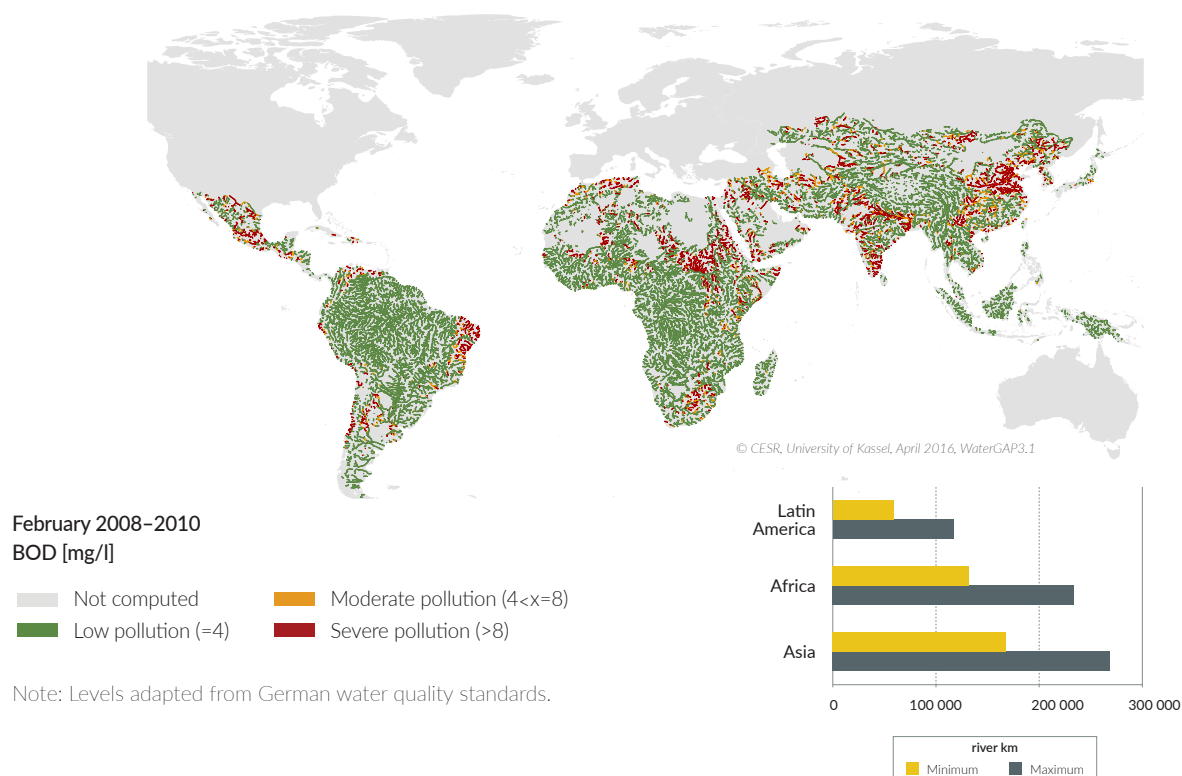 © CESR, University of Kassel, April 2016, WaterGAP3.1
February 2008–2010
BOD [mg/l]
Not computed
Moderate pollution (4<x=8)
Low pollution (=4)
Severe pollution (>8)
Note: Levels adapted from German water quality standards.
Latin
America
Africa
Asia
0 100 000 200 000 300 000
river km
Minimum Maximum